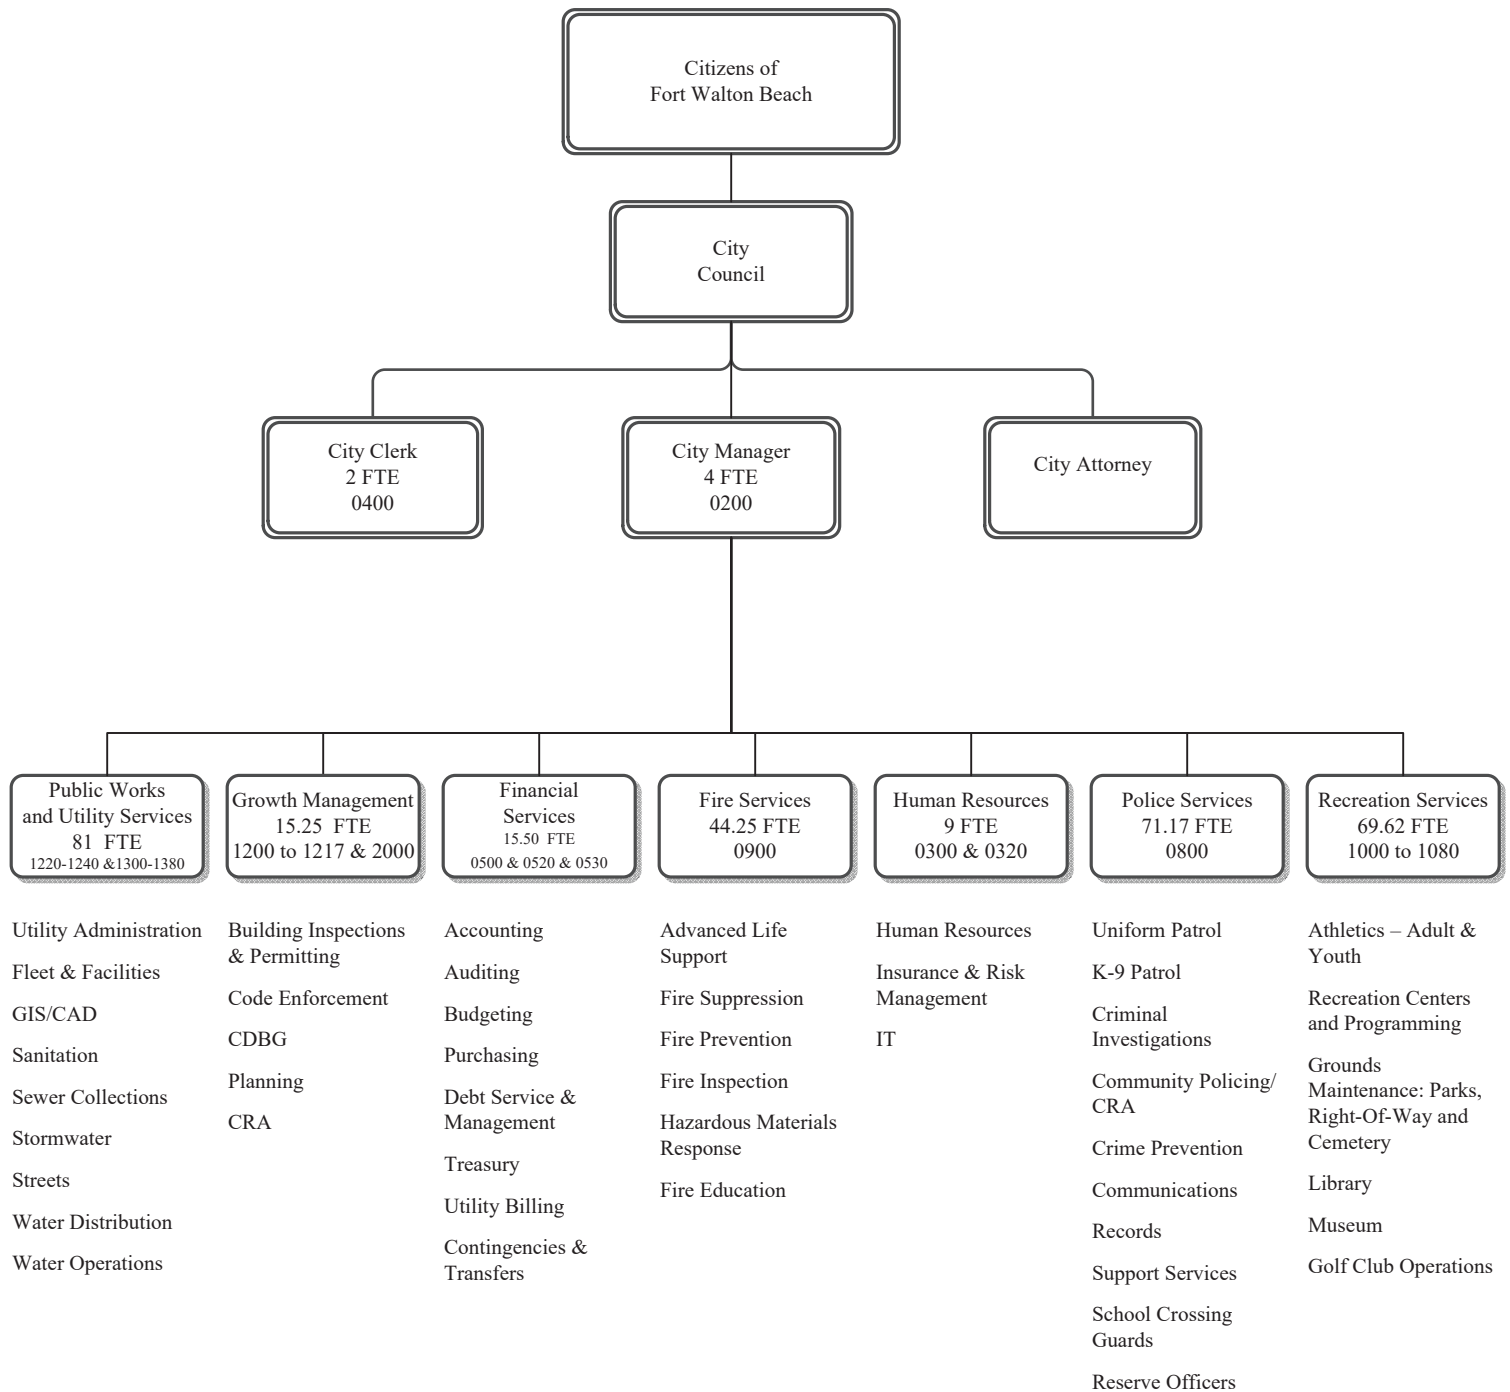 Citizens of
Fort Walton Beach
City
Council
City Clerk
2 FTE
0400
City Manager
4 FTE
0200
City Attorney
Public Works
and Utility Services
81 FTE
1220-1240 &1300-1380
Growth Management
15.25 FTE
1200 to 1217 & 2000
Financial
Services
15.50 FTE
0500 & 0520 & 0530
Fire Services
44.25 FTE
0900
Human Resources
9 FTE
0300 & 0320
Police Services
71.17 FTE
0800
Recreation Services
69.62 FTE
1000 to 1080
Utility Administration
Fleet & Facilities
GIS/CAD
Sanitation
Sewer Collections
Stormwater
Streets
Water Distribution
Water Operations
Building Inspections
& Permitting
Code Enforcement
CDBG
Planning
CRA
Accounting
Auditing
Budgeting
Purchasing
Debt Service &
Management
Treasury
Utility Billing
Contingencies &
Transfers
Advanced Life
Support
Fire Suppression
Fire Prevention
Fire Inspection
Hazardous Materials
Response
Fire Education
Human Resources
Insurance & Risk
Management
IT
Uniform Patrol
K-9 Patrol
Criminal
Investigations
Community Policing/
CRA
Crime Prevention
Communications
Records
Support Services
School Crossing
Guards
Reserve Officers
Athletics – Adult &
Youth
Recreation Centers
and Programming
Grounds
Maintenance: Parks,
Right-Of-Way and
Cemetery
Library
Museum
Golf Club Operations